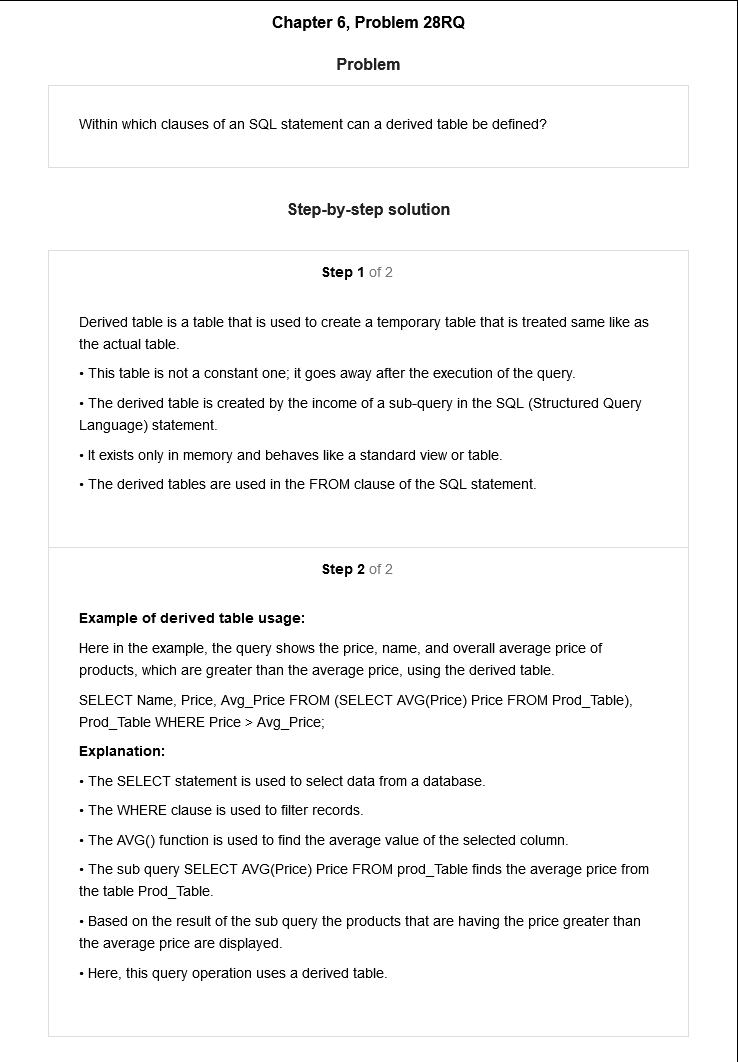 Chapter 6, Problem 28RQ
Problem
Within which clauses of an SQL statement can a derived table be defined?
Step-by-step solution
Step 1 of 2
Derived table is a table that is used to create a temporary table that is treated same like as
the actual table.
• This table is not a constant one; it goes away after the execution of the query.
• The derived table is created by the income of a sub-query in the SQL (Structured Query
Language) statement.
• It exists only in memory and behaves like a standard view or table.
• The derived tables are used in the FROM clause of the SQL statement.
Step 2 of 2
Example of derived table usage:
Here in the example, the query shows the price, name, and overall average price of
products, which are greater than the average price, using the derived table.
SELECT Name, Price, Avg_Price FROM (SELECT AVG(Price) Price FROM Prod_Table),
Prod_Table WHERE Price > Avg_Price;
Explanation:
• The SELECT statement is used to select data from a database.
• The WHERE clause is used to filter records.
• The AVG() function is used to find the average value of the selected column.
• The sub query SELECT AVG(Price) Price FROM prod_Table finds the average price from
the table Prod_Table.
• Based on the result of the sub query the products that are having the price greater than
the average price are displayed.
• Here, this query operation uses a derived table.